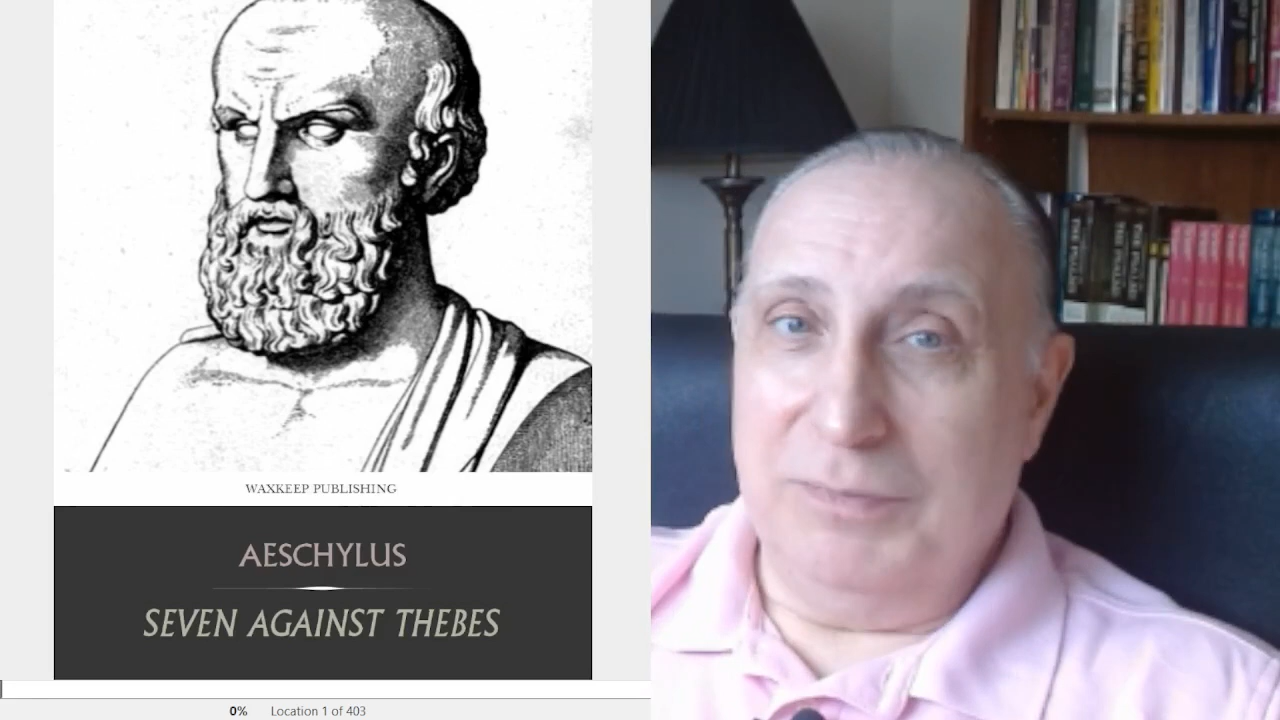 WAXKEEP PUBLISHING
AESCHYLUS
SEVEN AGAINST THEBES
0% Location 1 of 403